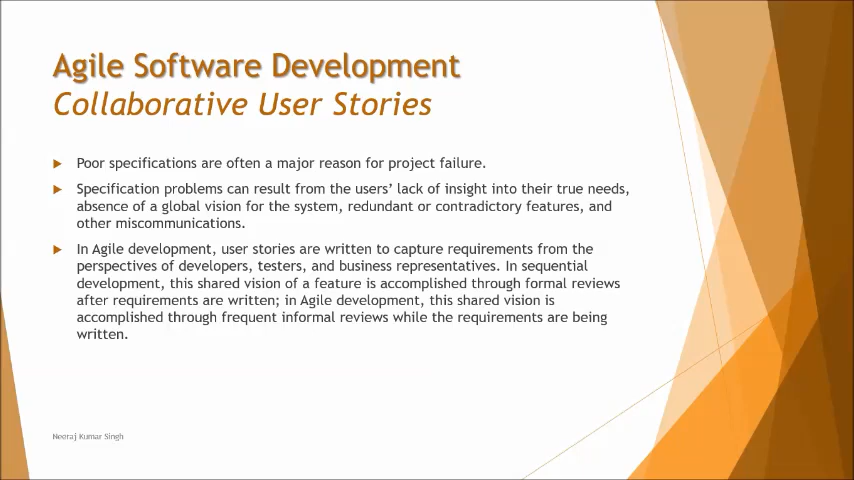 Agile Software Development
Collaborative User Stories
Poor specifications are often a major reason for project failure.
Specification problems can result from the users’ lack of insight into their true needs,
absence of a global vision for the system, redundant or contradictory features, and
other miscommunications.
In Agile development, user stories are written to capture requirements from the
perspectives of developers, testers, and business representatives. In sequential
development, this shared vision of a feature is accomplished through formal reviews
after requirements are written; in Agile development, this shared vision is
accomplished through frequent informal reviews while the requirements are being
written.
Neeraj Kumar Singh